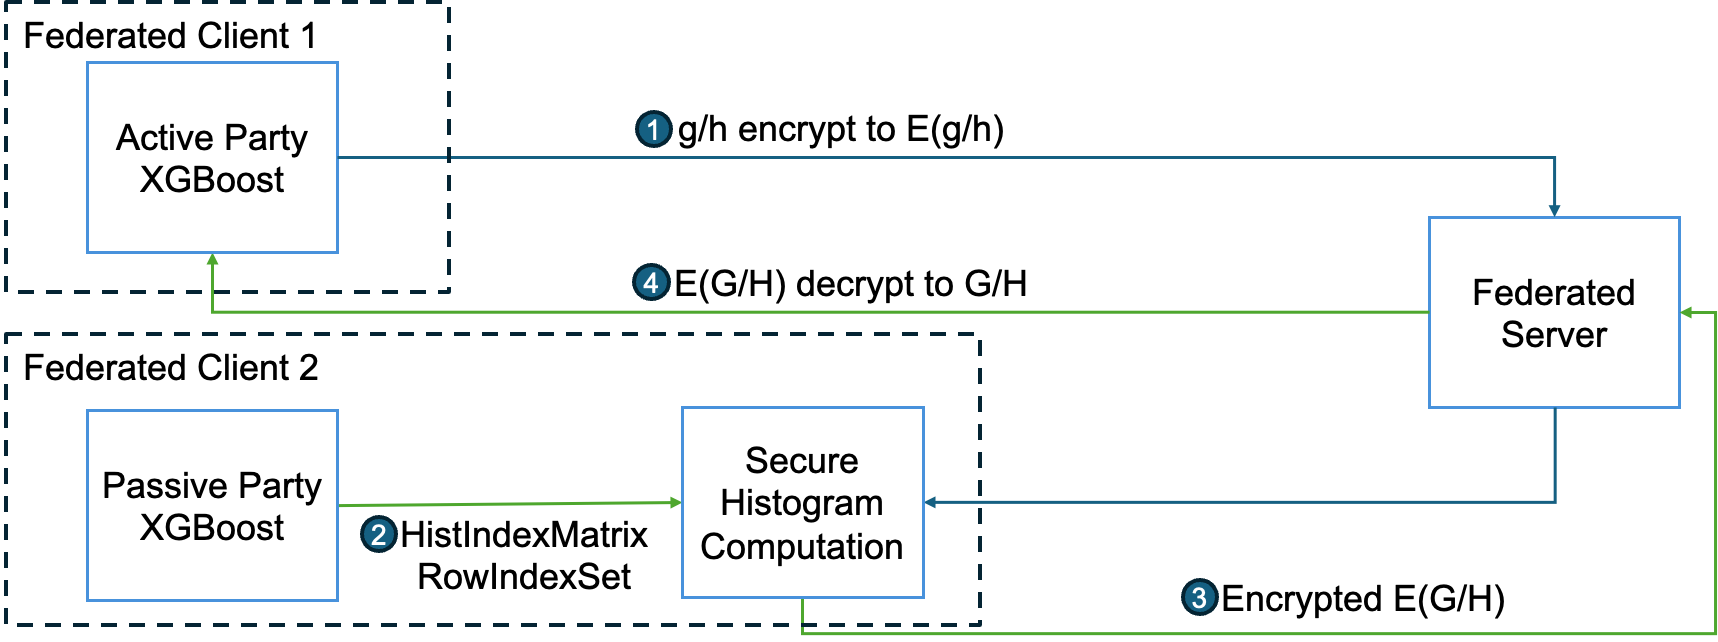 Federated Client 1
Active Party
XGBoost
1 g/h encrypt to E(g/h)
4 E(G/H) decrypt to G/H
Federated
Server
Federated Client 2
Passive Party
XGBoost
2 HistIndexMatrix
RowIndexSet
Secure
Histogram
Computation
3 Encrypted E(G/H)